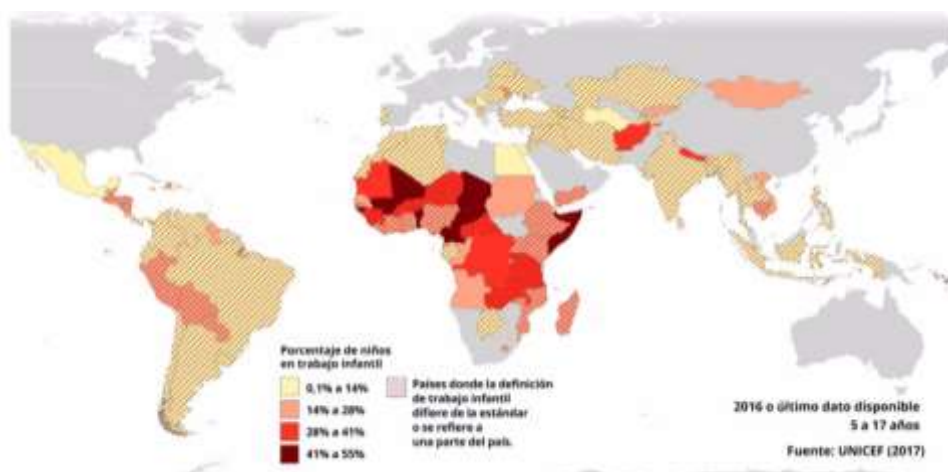 Porcentaje de niños
en trabajo infantil
0,1% a 14%
14% a 28%
28% a 41%
41% a 55%
Países donde la definición
de trabajo infantil
difiere de la estándar
o se refiere a
una parte del país.
2016 o último dato disponible
5 a 17 años
Fuente: UNICEF (2017)